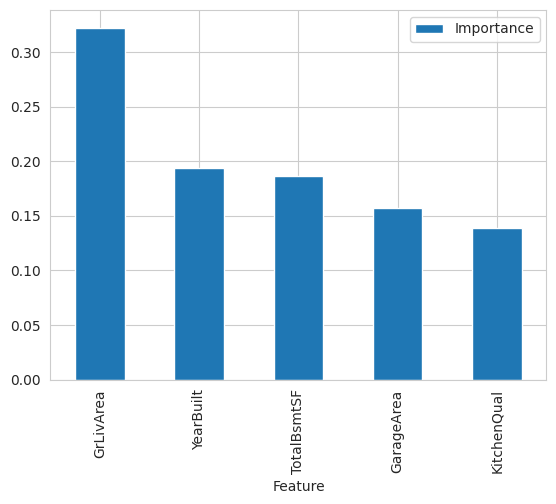 Importance
0.30
0.25
0.20
0.15
0.10
0.05
0.00
GrLivArea
YearBuilt
TotalBsmtSF
GarageArea
KitchenQual
Feature